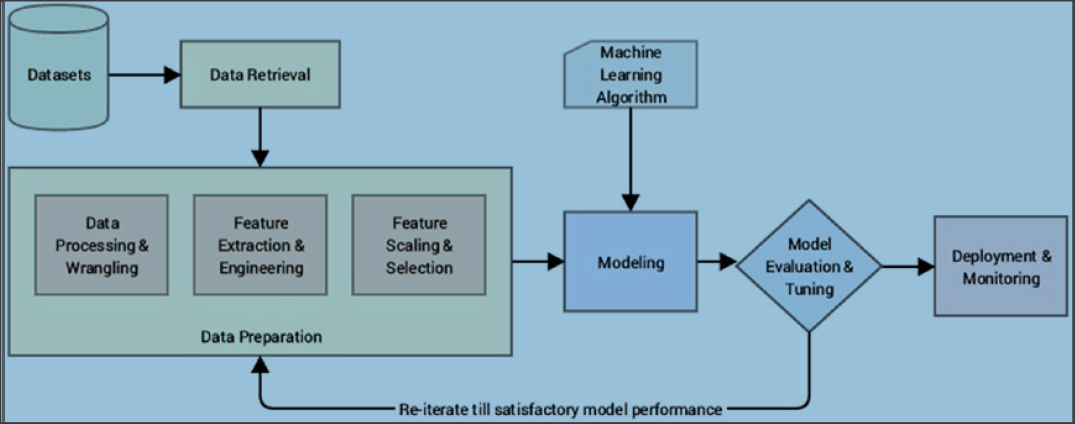 Datasets
Data Retrieval
Machine
Learning
Algorithm
Data
Processing &
Wrangling
Feature
Extraction &
Engineering
Feature
Scaling &
Selection
Data Preparation
Modeling
Model
Evaluation &
Tuning
Deployment &
Monitoring
Re-iterate till satisfactory model performance